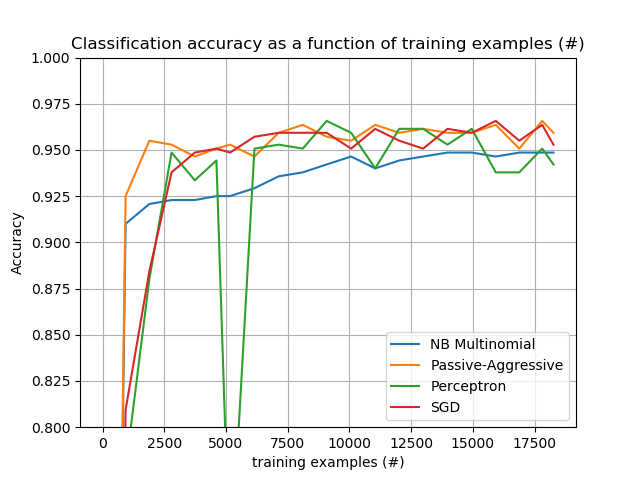 Classification accuracy as a function of training examples (#)
1.000
0.975
0.950
0.925
0.900
0.875
0.850
0.825
0.800
Accuracy
NB Multinomial
Passive-Aggressive
Perceptron
SGD
0 2500 5000 7500 10000 12500 15000 17500
training examples (#)